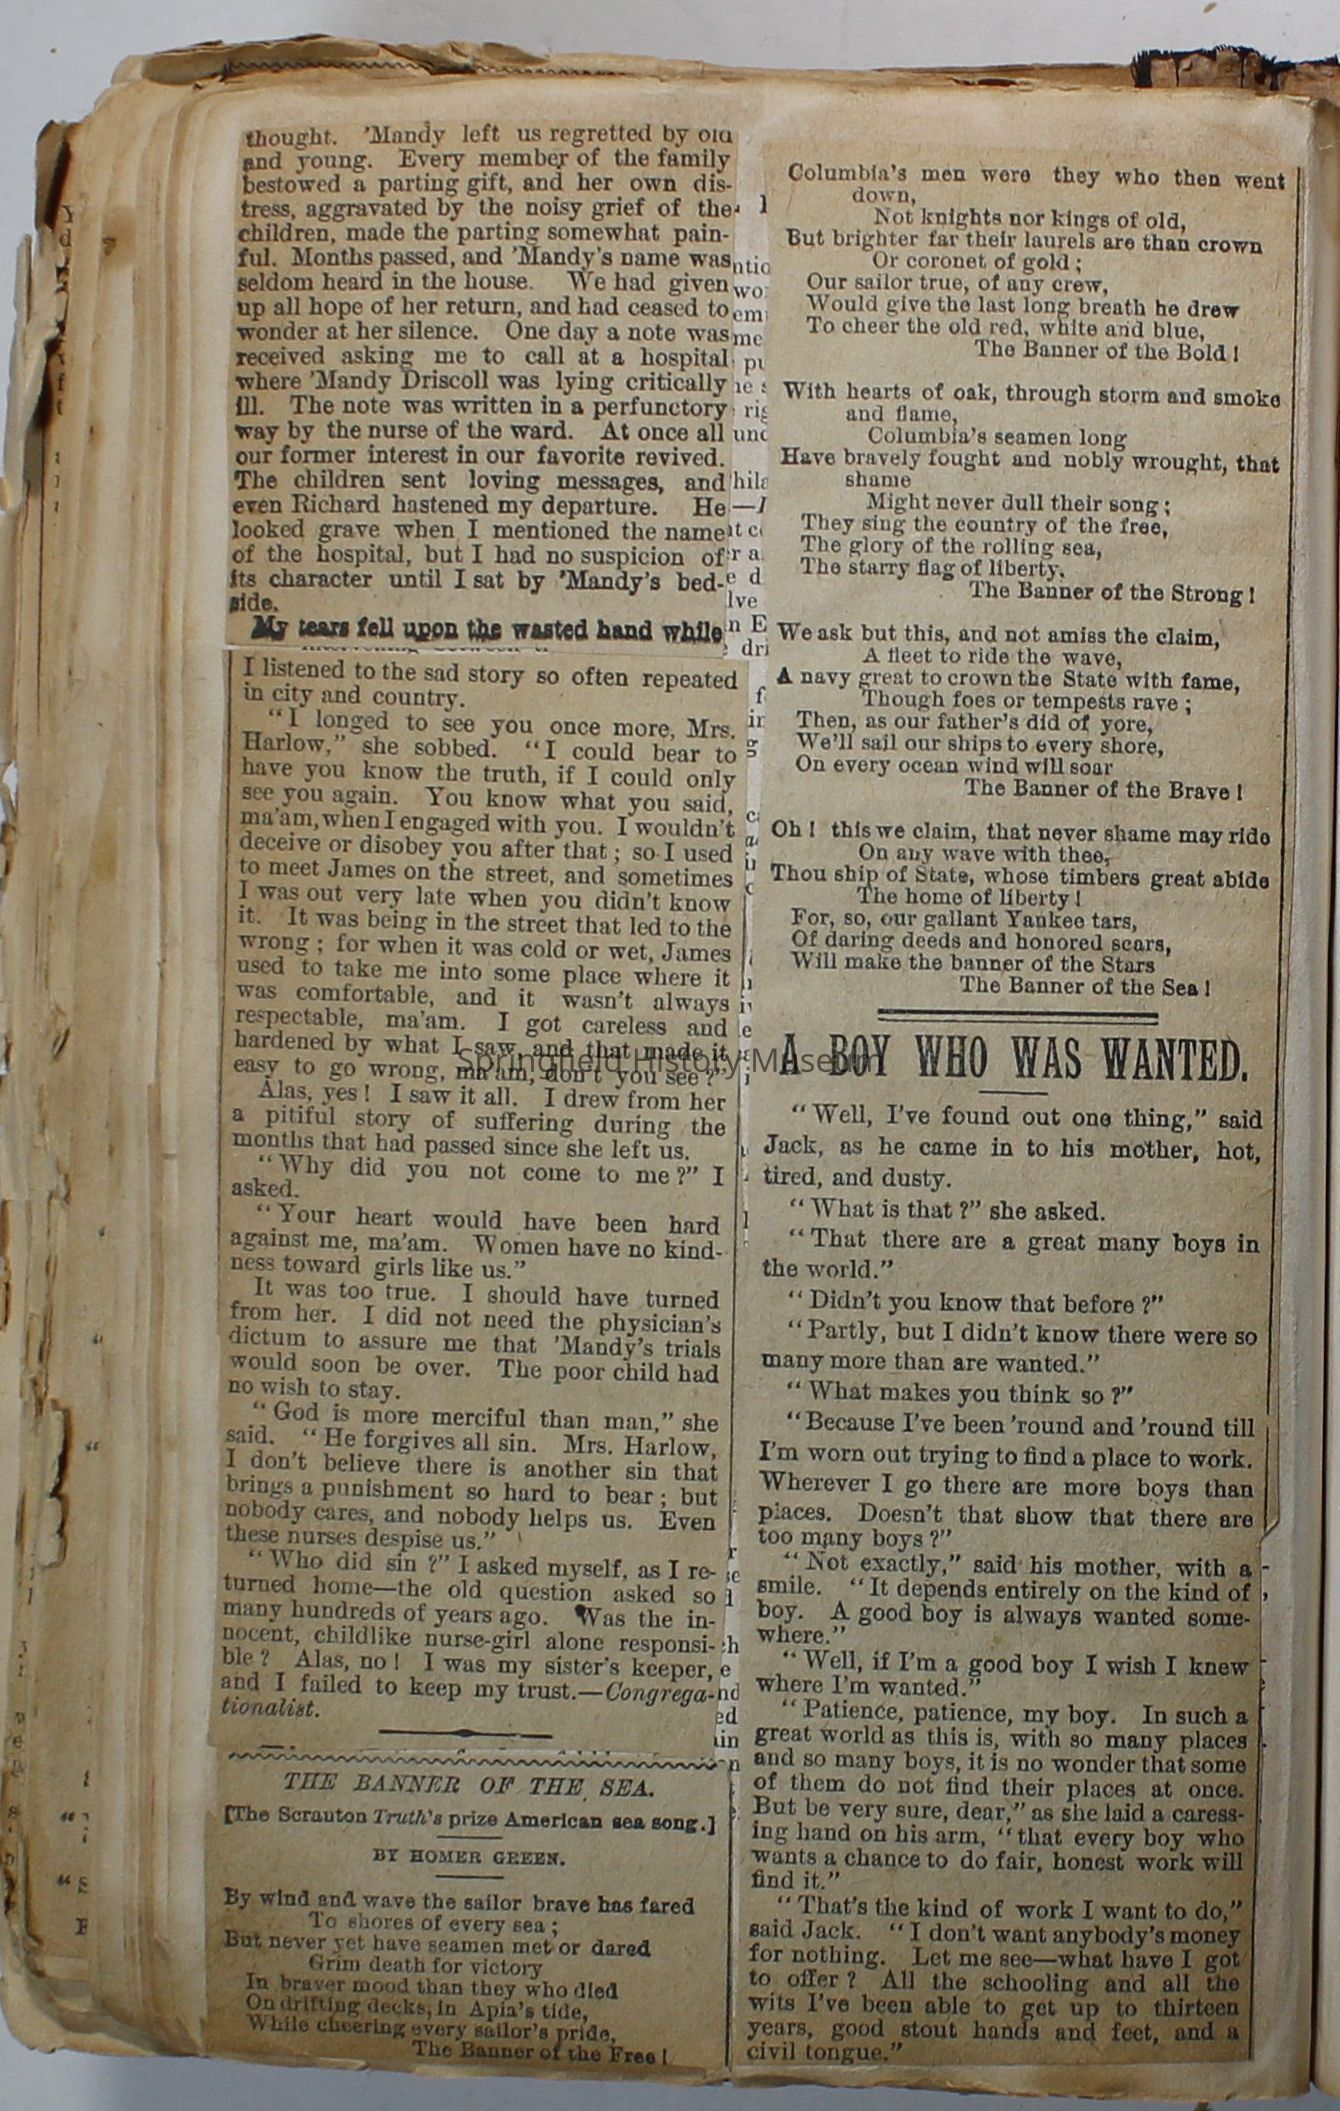 thought. 'Mandy left us regretted by old
and young. Every member of the family
bestowed a parting gift, and her own dis-
tress, aggravated by the noisy grief of the
children, made the parting somewhat pain-
ful. Months passed, and 'Mandy's name was
seldom heard in the house. We had given
up all hope of her return, and had ceased to
wonder at her silence. One day a note was
received asking me to call at a hospital
where 'Mandy Driscoll was lying critically
ill. The note was written in a perfunctory
way by the nurse of the ward. At once all
our former interest in our favorite revived.
The children sent loving messages, and
even Richard hastened my departure. He
looked grave when I mentioned the name
of the hospital, but I had no suspicion of
its character until I sat by 'Mandy's bed-
side.
My tears fell upon the wasted hand while
I listened to the sad story so often repeated
in city and country.
"I longed to see you once more, Mrs.
Harlow," she sobbed. "I could bear to
have you know the truth, if I could only
see you again. You know what you said,
ma'am, when I engaged with you. I wouldn't
deceive or disobey you after that; so I used
to meet James on the street, and sometimes
I was out very late when you didn't know
it. It was being in the street that led to the
wrong; for when it was cold or wet, James
used to take me into some place where it
was comfortable, and it wasn't always
respectable, ma'am. I got careless and
hardened by what I saw, and that made it
easy to go wrong, ma'am, don't you see?"
Alas, yes! I saw it all. I drew from her
a pitiful story of suffering during the
months that had passed since she left us.
"Why did you not come to me?" I
asked.
"Your heart would have been hard
against me, ma'am. Women have no kind-
ness toward girls like us."
It was too true. I should have turned
from her. I did not need the physician's
dictum to assure me that 'Mandy's trials
would soon be over. The poor child had
no wish to stay.
"God is more merciful than man," she
said. "He forgives all sin. Mrs. Harlow,
I don't believe there is another sin that
brings a punishment so hard to bear; but
nobody cares, and nobody helps us. Even
these nurses despise us."
"Who did sin?" I asked myself, as I re-
turned home—the old question asked so
many hundreds of years ago. Was the in-
nocent, childlike nurse-girl alone responsi-
ble? Alas, no! I was my sister's keeper,
and I failed to keep my trust.—Congrega-
tionalist.
THE BANNER OF THE SEA.
[The Scranton Truth's prize American sea song.]
BY HOMER GREEN.
By wind and wave the sailor brave has fared
To shores of every sea;
But never yet have seamen met or dared
Grim death for victory
In braver mood than they who died
On drifting decks, in Apia's tide,
While cheering every sailor's pride,
The Banner of the Free!
Columbia's men were they who then went
down,
Not knights nor kings of old,
But brighter far their laurels are than crown
Or coronet of gold;
Our sailor true, of any crew,
Would give the last long breath he drew
To cheer the old red, white and blue,
The Banner of the Bold!
With hearts of oak, through storm and smoke
and flame,
Columbia's seamen long
Have bravely fought and nobly wrought, that
shame
Might never dull their song;
They sing the country of the free,
The glory of the rolling sea,
The starry flag of liberty,
The Banner of the Strong!
We ask but this, and not amiss the claim,
A fleet to ride the wave,
A navy great to crown the State with fame,
Though foes or tempests rave;
Then, as our father's did of yore,
We'll sail our ships to every shore,
On every ocean wind will soar
The Banner of the Brave!
Oh! this we claim, that never shame may ride
On any wave with thee,
Thou ship of State, whose timbers great abide
The home of liberty!
For, so, our gallant Yankee tars,
Of daring deeds and honored scars,
Will make the banner of the Stars
The Banner of the Sea!
A BOY WHO WAS WANTED.
"Well, I've found out one thing," said
Jack, as he came in to his mother, hot,
tired, and dusty.
"What is that?" she asked.
"That there are a great many boys in
the world."
"Didn't you know that before?"
"Partly, but I didn't know there were so
many more than are wanted."
"What makes you think so?"
"Because I've been 'round and 'round till
I'm worn out trying to find a place to work.
Wherever I go there are more boys than
places. Doesn't that show that there are
too many boys?"
"Not exactly," said his mother, with a
smile. "It depends entirely on the kind of
boy. A good boy is always wanted some-
where."
"Well, if I'm a good boy I wish I knew
where I'm wanted."
"Patience, patience, my boy. In such a
great world as this is, with so many places
and so many boys, it is no wonder that some
of them do not find their places at once.
But be very sure, dear," as she laid a caress-
ing hand on his arm, "that every boy who
wants a chance to do fair, honest work will
find it."
"That's the kind of work I want to do,"
said Jack. "I don't want anybody's money
for nothing. Let me see—what have I got
to offer? All the schooling and all the
wits I've been able to get up to thirteen
years, good stout hands and feet, and a
civil tongue."
Springfield History Museum